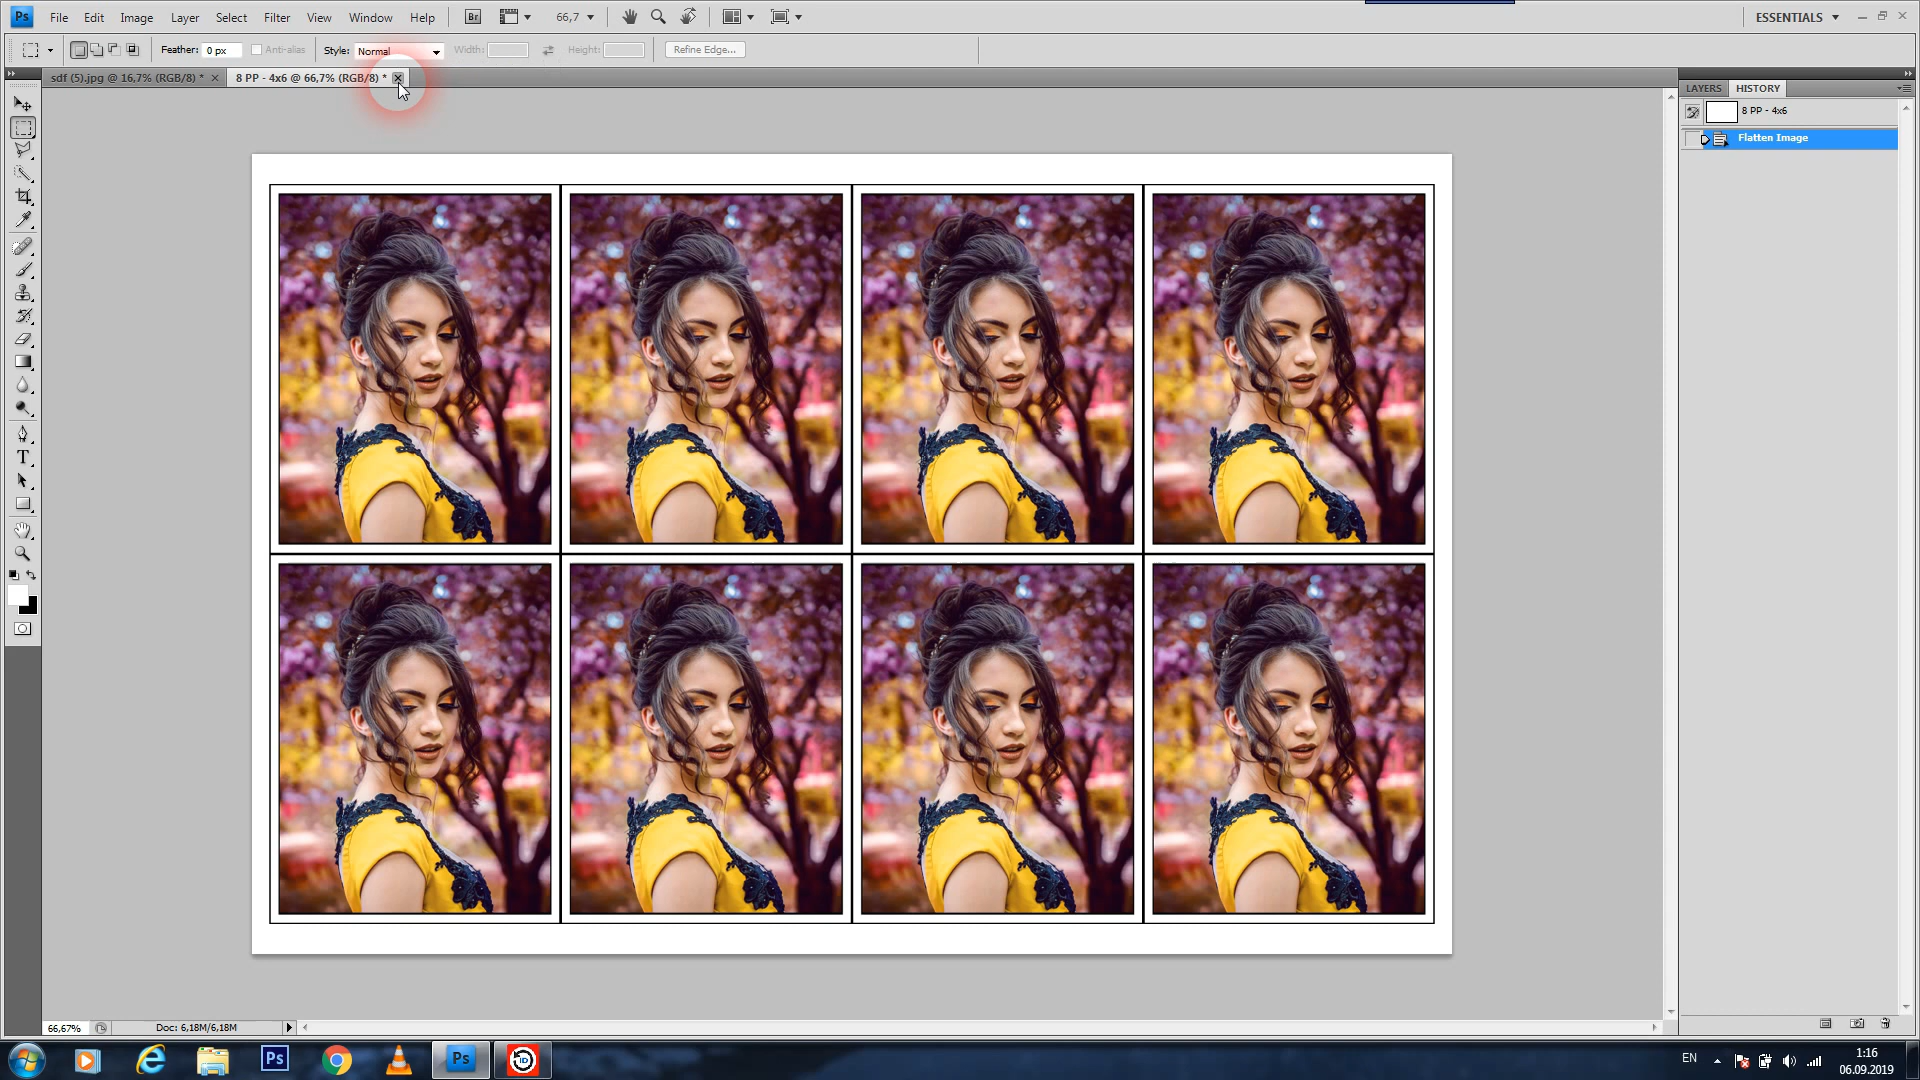 Ps File Edit Image Layer Select Filter View Window Help Br 66,7 ESSENTIALS
Feather: 0 px Anti-alias Style: Normal Width: Height: Refine Edge...
sdf (5).jpg @ 16,7% (RGB/8) * 8 PP - 4x6 @ 66,7% (RGB/8) *
LAYERS HISTORY
8 PP - 4x6
Flatten Image
T
66,67% Doc: 6,18M/6,18M
Ps Ps ID EN 1:16
06.09.2019